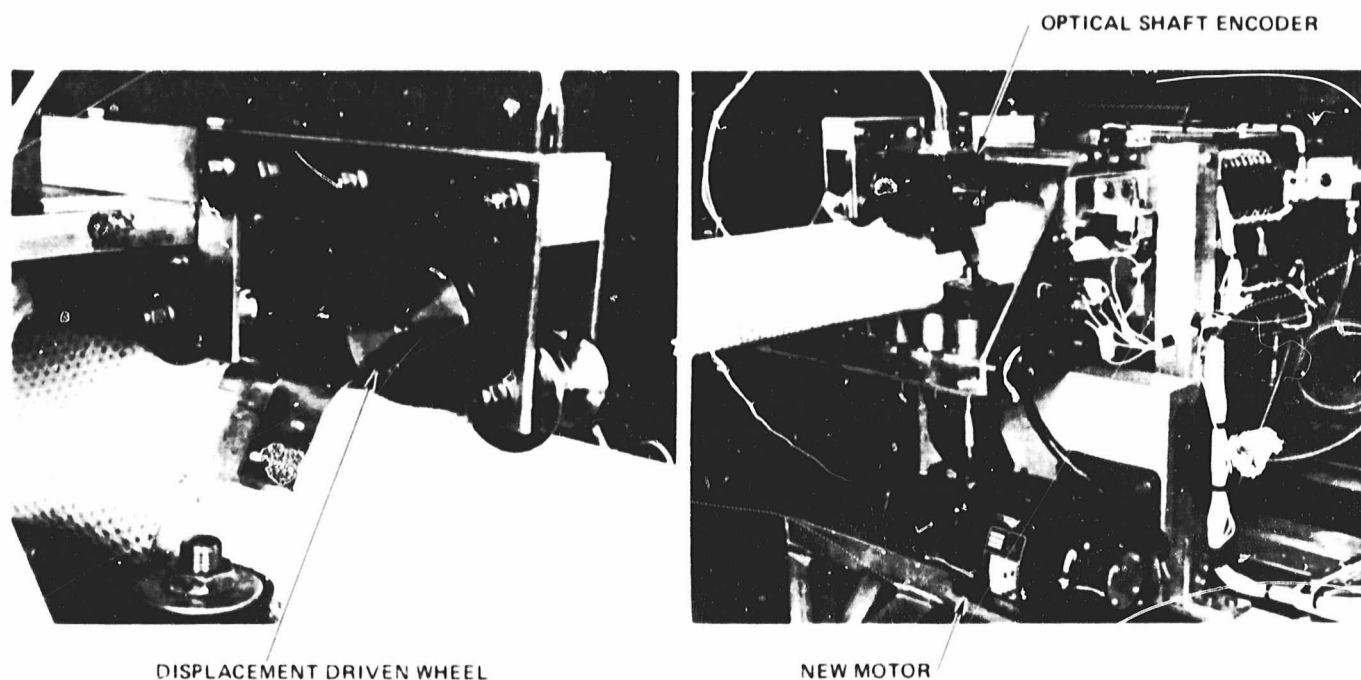 OPTICAL SHAFT ENCODER
DISPLACEMENT DRIVEN WHEEL
NEW MOTOR